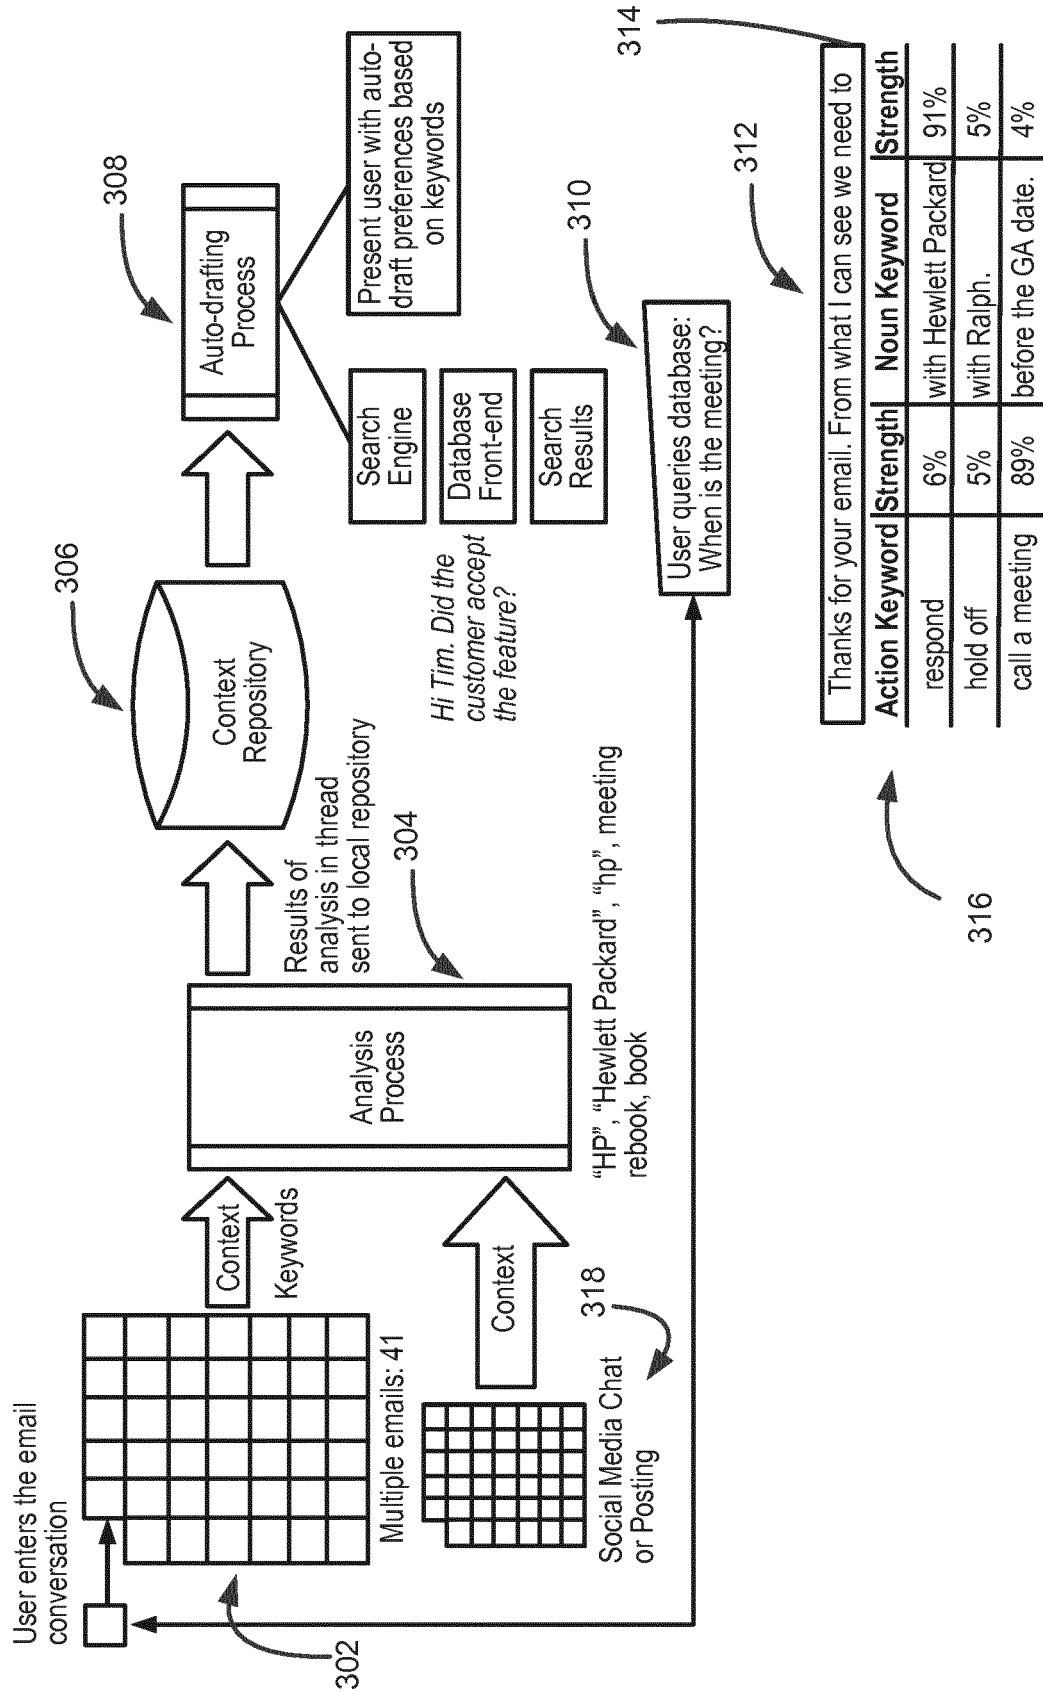 User enters the email
conversation
302
Multiple emails: 41
Context
Keywords
Social Media Chat
or Posting
318
Context
Analysis
Process
304
"HP", "Hewlett Packard", "hp", meeting
rebook, book
Results of
analysis in thread
sent to local repository
Context
Repository
306
Auto-drafting
Process
308
Search
Engine
Database
Front-end
Search
Results
Present user with auto-
draft preferences based
on keywords
Hi Tim. Did the
customer accept
the feature?
User queries database:
When is the meeting?
310
312
314
Thanks for your email. From what I can see we need to
Action Keyword Strength Noun Keyword Strength
respond 6% with Hewlett Packard 91%
hold off 5% with Ralph. 5%
call a meeting 89% before the GA date. 4%
316